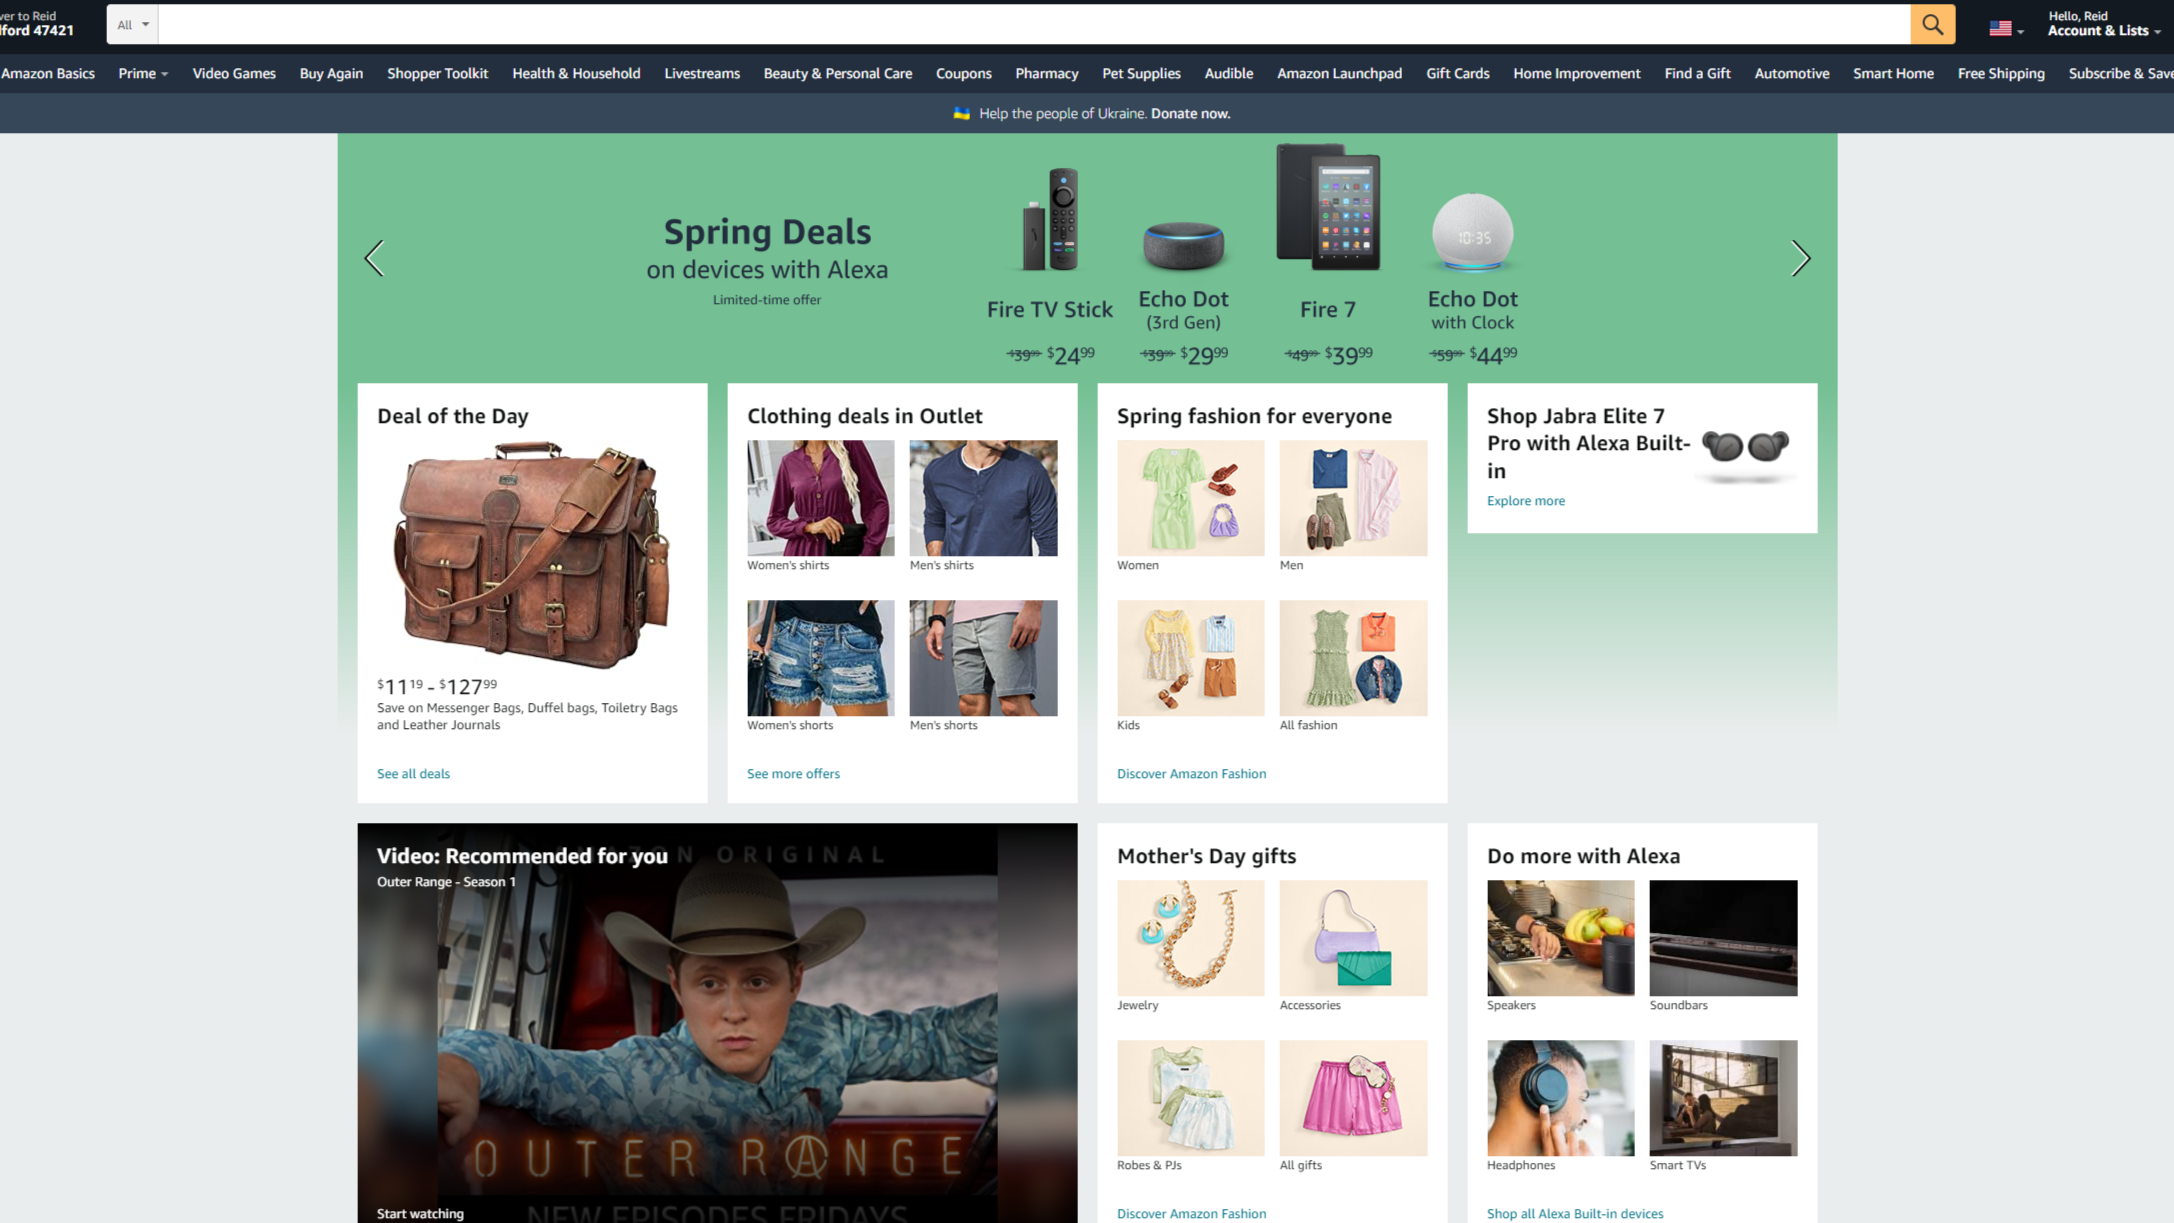 ver to Reid
lford 47421
All
Hello, Reid
Account & Lists
Amazon Basics
Prime
Video Games
Buy Again
Shopper Toolkit
Health & Household
Livestreams
Beauty & Personal Care
Coupons
Pharmacy
Pet Supplies
Audible
Amazon Launchpad
Gift Cards
Home Improvement
Find a Gift
Automotive
Smart Home
Free Shipping
Subscribe & Save
Help the people of Ukraine. Donate now.
Spring Deals
on devices with Alexa
Limited-time offer
Fire TV Stick
$39.99 $24.99
Echo Dot
(3rd Gen)
$39.99 $29.99
Fire 7
$49.99 $39.99
10:35
Echo Dot
with Clock
$59.99 $44.99
Deal of the Day
$11.19 - $127.99
Save on Messenger Bags, Duffel bags, Toiletry Bags
and Leather Journals
See all deals
Clothing deals in Outlet
Women's shirts
Men's shirts
Women's shorts
Men's shorts
See more offers
Spring fashion for everyone
Women
Men
Kids
All fashion
Discover Amazon Fashion
Shop Jabra Elite 7
Pro with Alexa Built-
in
Explore more
Video: Recommended for you
N ORIGINAL
Outer Range - Season 1
OUTER RANGE
NEW EPISODES FRIDAYS
Start watching
Mother's Day gifts
Jewelry
Accessories
Robes & PJs
All gifts
Discover Amazon Fashion
Do more with Alexa
Speakers
Soundbars
Headphones
Smart TVs
Shop all Alexa Built-in devices